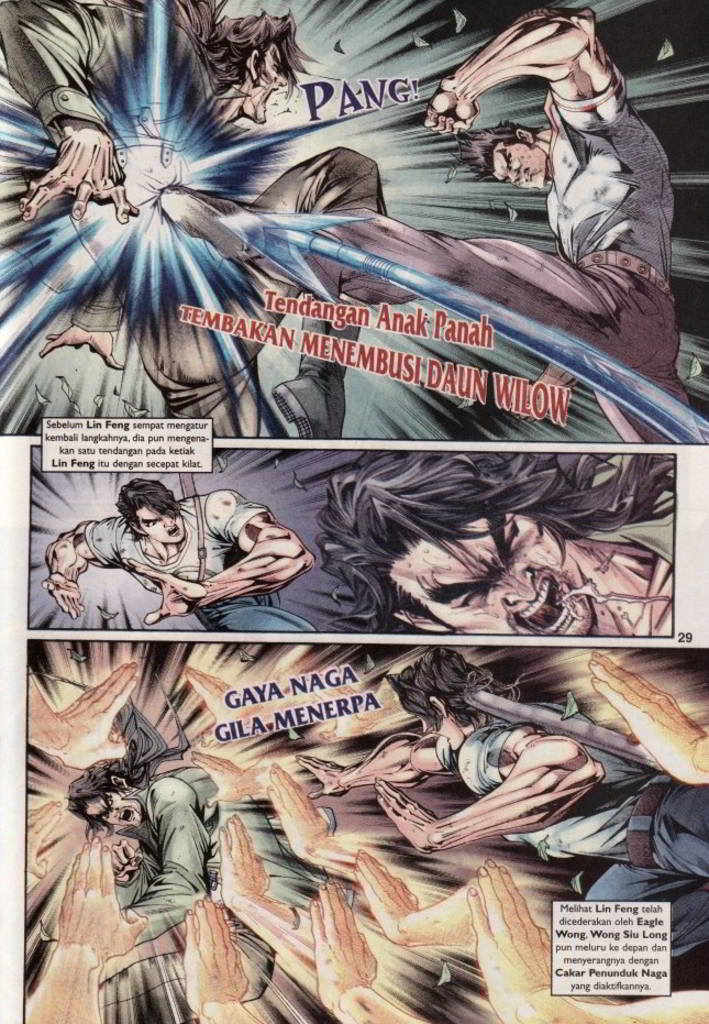 PANG!
Tendangan Anak Panah
TEMBAKAN MENEMBUSI DAUN WILOW
Sebelum Lin Feng sempat mengatur
kembali langkahnya, dia pun mengena-
kan satu tendangan pada ketiak
Lin Feng itu dengan secepat kilat.
29
GAYA NAGA
GILA MENERPA
Melihat Lin Feng telah
dicederakan oleh Eagle
Wong, Wong Siu Long
pun meluru ke depan dan
menyerangnya dengan
Cakar Penunduk Naga
yang diaktifkannya.